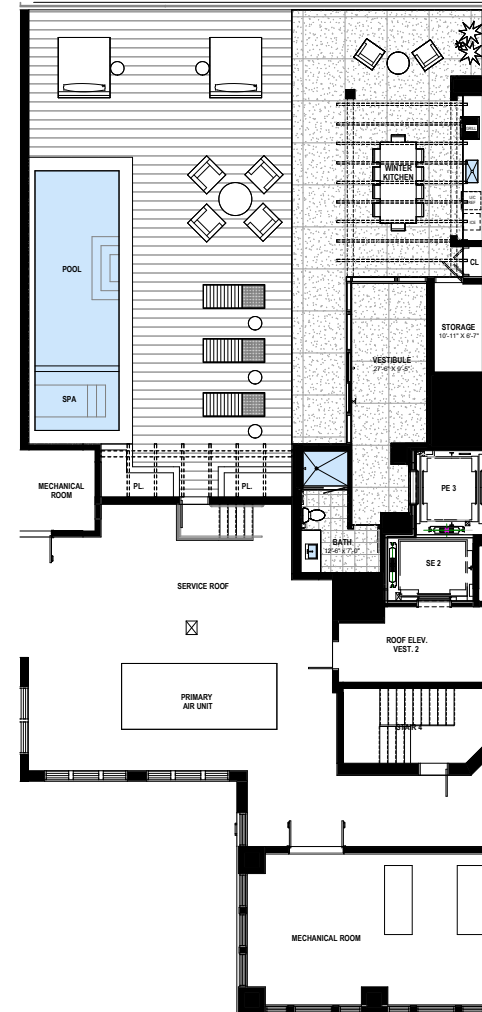 GRILL
WINTER
KITCHEN
POOL
CL
STORAGE
10'-11" X 6'-7"
VESTIBULE
27'-6" X 9'-5"
SPA
MECHANICAL
ROOM
PL.
PL.
PE 3
BATH
12'-6" X 7'-0"
SE 2
SERVICE ROOF
ROOF ELEV.
VEST. 2
PRIMARY
AIR UNIT
STAIR 4
MECHANICAL ROOM